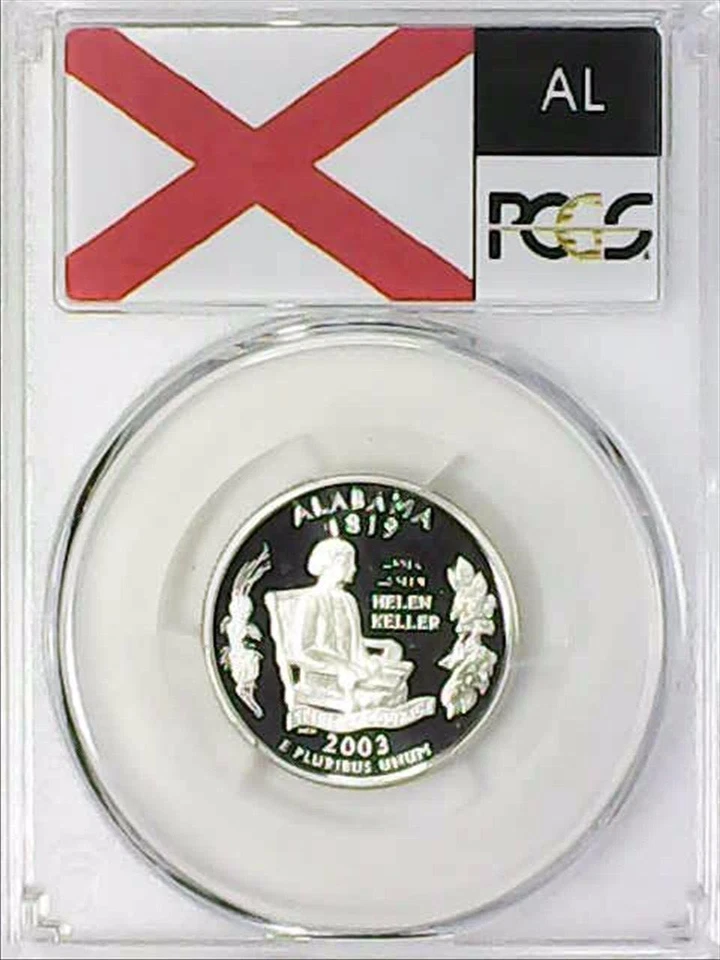 AL
PCGS
ALABAMA
1819
HELEN
KELLER
2003
E PLURIBUS UNUM